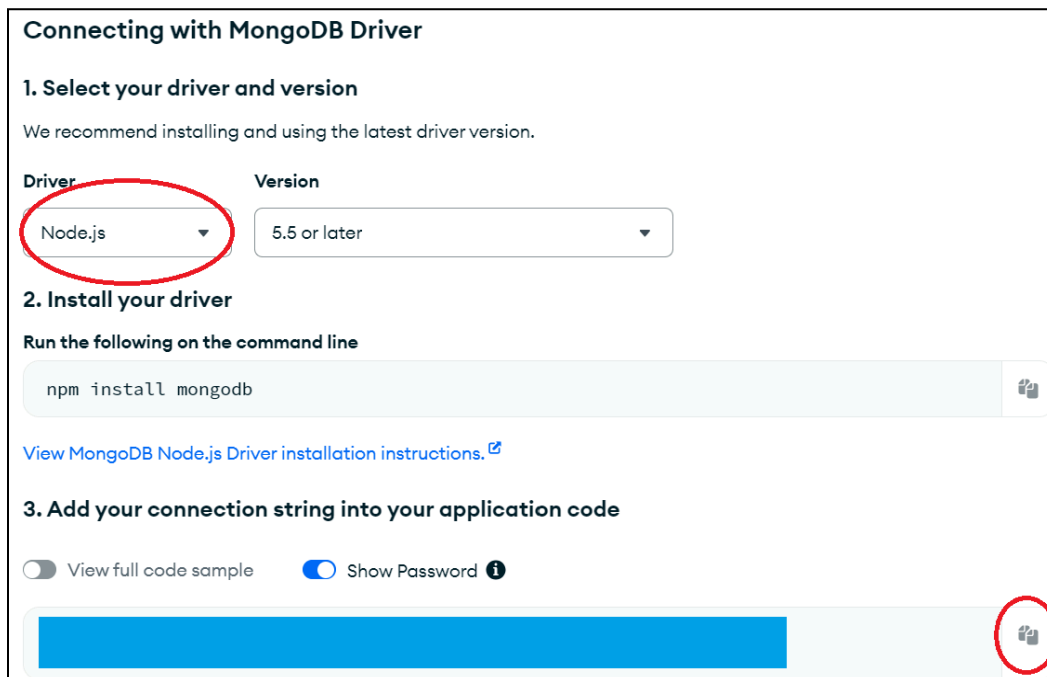 Connecting with MongoDB Driver
1. Select your driver and version
We recommend installing and using the latest driver version.
Driver Version
Node.js 5.5 or later
2. Install your driver
Run the following on the command line
npm install mongodb
View MongoDB Node.js Driver installation instructions.
3. Add your connection string into your application code
View full code sample Show Password